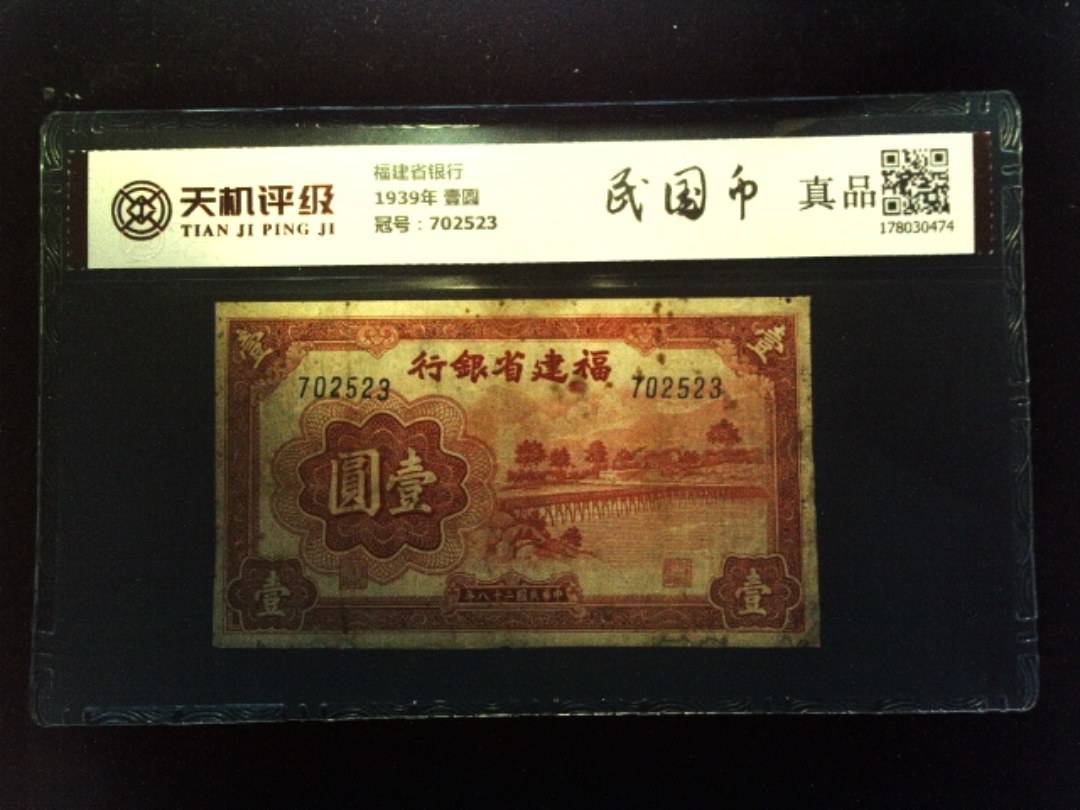 天机评级
TIAN JI PING JI
福建省银行
1939年 壹圆
冠号：702523
民国币
真品
178030474
壹
壹
行銀省建福
702523
702523
圓壹
壹
年八十二國民華中
壹